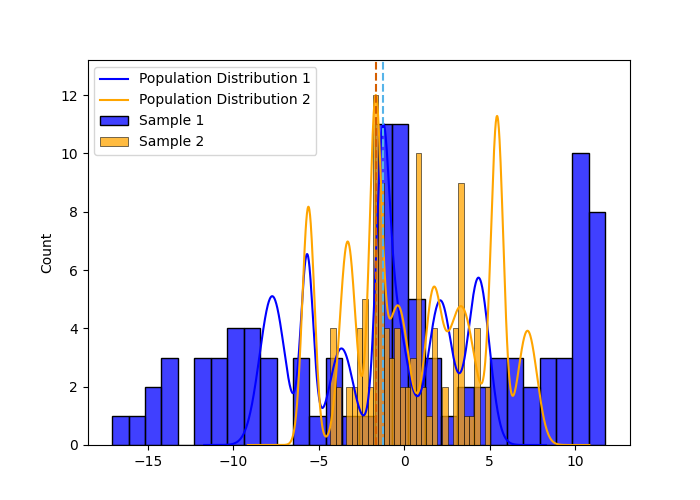 Population Distribution 1
Population Distribution 2
Sample 1
Sample 2
Count
12
10
8
6
4
2
0
−15 −10 −5 0 5 10